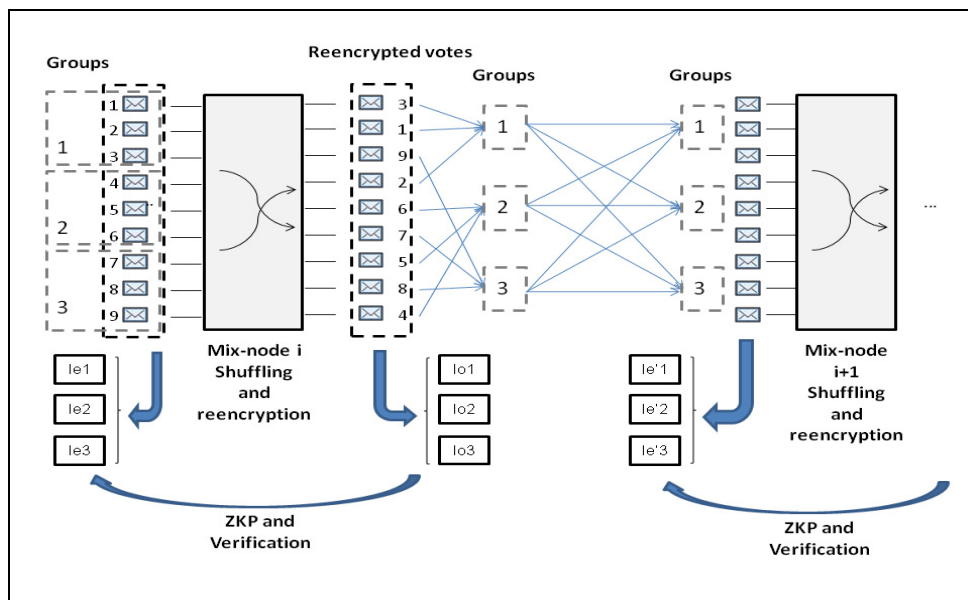 Reencrypted votes
Groups
Groups
Groups
1
2
3
4
5
6
7
8
9
1
2
3
3
1
9
2
6
7
5
8
4
1
2
3
1
2
3
...
...
Mix-node i
Shuffling
and
reencryption
Mix-node
i+1
Shuffling
and
reencryption
Ie1
Ie2
Ie3
Io1
Io2
Io3
Ie'1
Ie'2
Ie'3
ZKP and
Verification
ZKP and
Verification